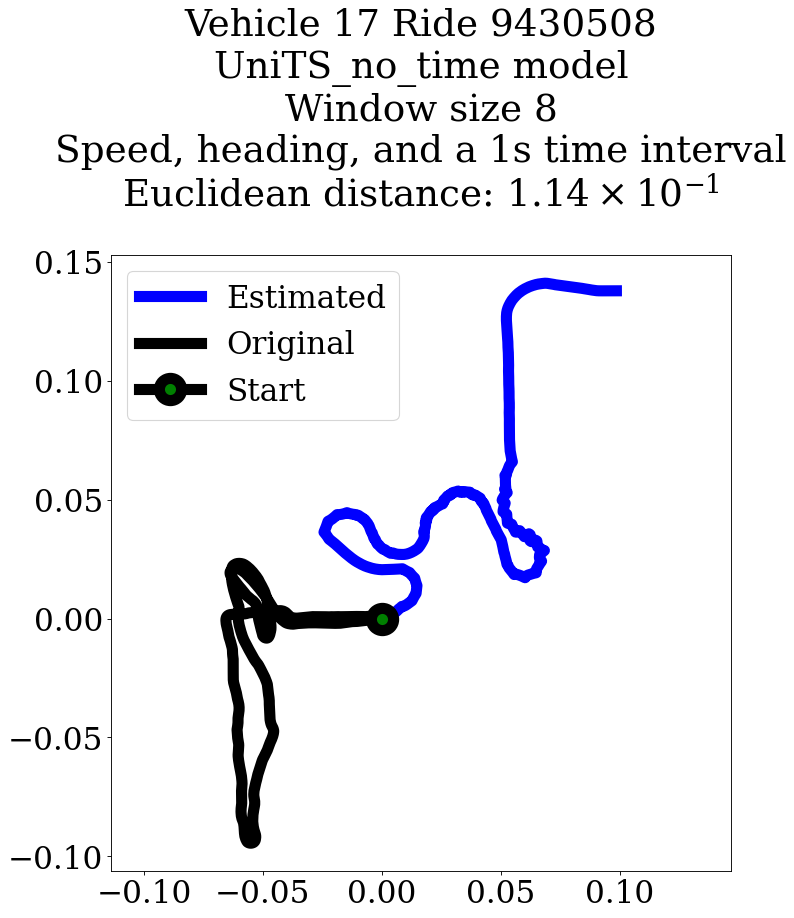 Vehicle 17 Ride 9430508
UniTS_no_time model
Window size 8
Speed, heading, and a 1s time interval
Euclidean distance: 1.14 × 10⁻¹
0.15
0.10
0.05
0.00
−0.05
−0.10
Estimated
Original
Start
−0.10
−0.05
0.00
0.05
0.10